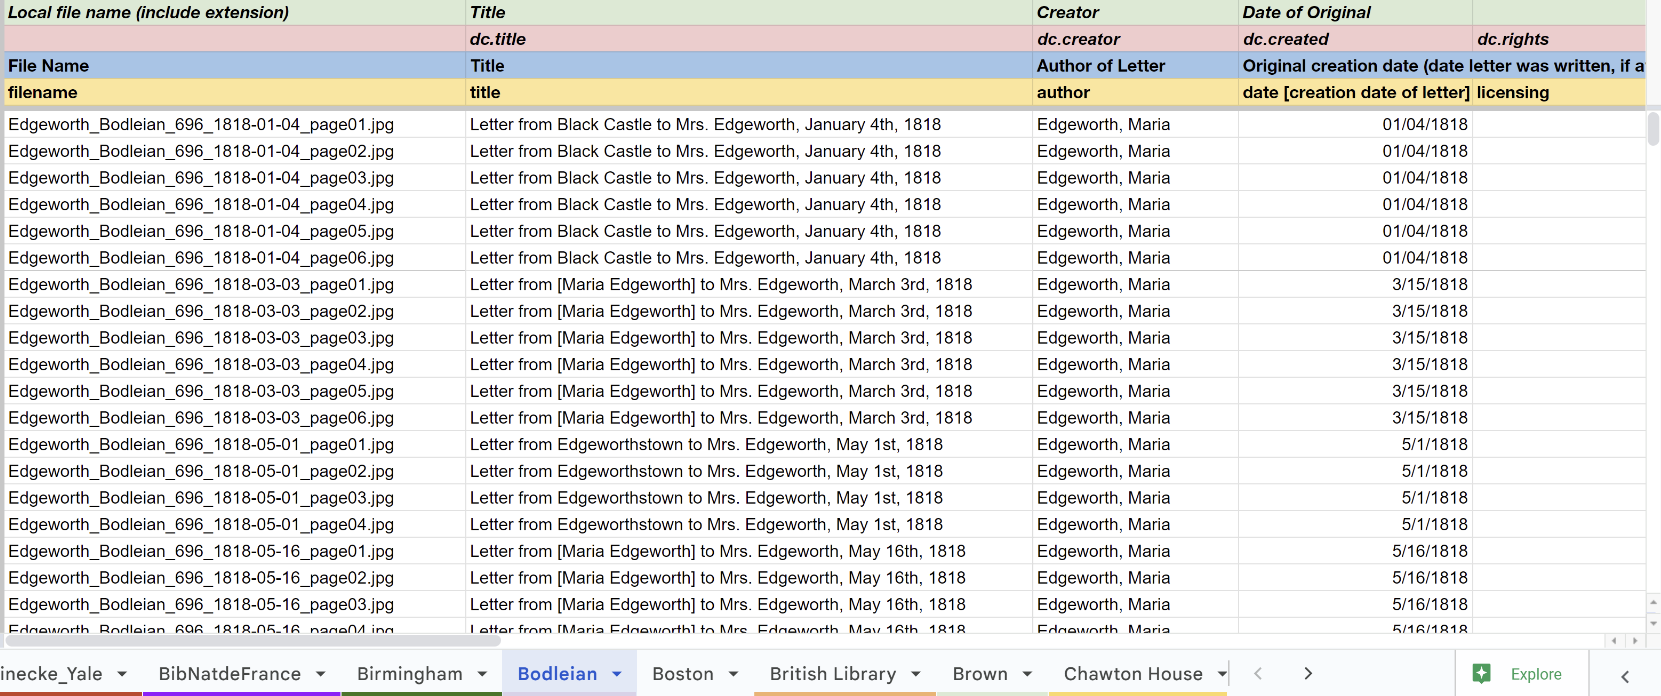 Local file name (include extension) Title Creator Date of Original
dc.title dc.creator dc.created dc.rights
File Name Title Author of Letter Original creation date (date letter was written, if a
filename title author date [creation date of letter] licensing
Edgeworth_Bodleian_696_1818-01-04_page01.jpg Letter from Black Castle to Mrs. Edgeworth, January 4th, 1818 Edgeworth, Maria 01/04/1818
Edgeworth_Bodleian_696_1818-01-04_page02.jpg Letter from Black Castle to Mrs. Edgeworth, January 4th, 1818 Edgeworth, Maria 01/04/1818
Edgeworth_Bodleian_696_1818-01-04_page03.jpg Letter from Black Castle to Mrs. Edgeworth, January 4th, 1818 Edgeworth, Maria 01/04/1818
Edgeworth_Bodleian_696_1818-01-04_page04.jpg Letter from Black Castle to Mrs. Edgeworth, January 4th, 1818 Edgeworth, Maria 01/04/1818
Edgeworth_Bodleian_696_1818-01-04_page05.jpg Letter from Black Castle to Mrs. Edgeworth, January 4th, 1818 Edgeworth, Maria 01/04/1818
Edgeworth_Bodleian_696_1818-01-04_page06.jpg Letter from Black Castle to Mrs. Edgeworth, January 4th, 1818 Edgeworth, Maria 01/04/1818
Edgeworth_Bodleian_696_1818-03-03_page01.jpg Letter from [Maria Edgeworth] to Mrs. Edgeworth, March 3rd, 1818 Edgeworth, Maria 3/15/1818
Edgeworth_Bodleian_696_1818-03-03_page02.jpg Letter from [Maria Edgeworth] to Mrs. Edgeworth, March 3rd, 1818 Edgeworth, Maria 3/15/1818
Edgeworth_Bodleian_696_1818-03-03_page03.jpg Letter from [Maria Edgeworth] to Mrs. Edgeworth, March 3rd, 1818 Edgeworth, Maria 3/15/1818
Edgeworth_Bodleian_696_1818-03-03_page04.jpg Letter from [Maria Edgeworth] to Mrs. Edgeworth, March 3rd, 1818 Edgeworth, Maria 3/15/1818
Edgeworth_Bodleian_696_1818-03-03_page05.jpg Letter from [Maria Edgeworth] to Mrs. Edgeworth, March 3rd, 1818 Edgeworth, Maria 3/15/1818
Edgeworth_Bodleian_696_1818-03-03_page06.jpg Letter from [Maria Edgeworth] to Mrs. Edgeworth, March 3rd, 1818 Edgeworth, Maria 3/15/1818
Edgeworth_Bodleian_696_1818-05-01_page01.jpg Letter from Edgeworthstown to Mrs. Edgeworth, May 1st, 1818 Edgeworth, Maria 5/1/1818
Edgeworth_Bodleian_696_1818-05-01_page02.jpg Letter from Edgeworthstown to Mrs. Edgeworth, May 1st, 1818 Edgeworth, Maria 5/1/1818
Edgeworth_Bodleian_696_1818-05-01_page03.jpg Letter from Edgeworthstown to Mrs. Edgeworth, May 1st, 1818 Edgeworth, Maria 5/1/1818
Edgeworth_Bodleian_696_1818-05-01_page04.jpg Letter from Edgeworthstown to Mrs. Edgeworth, May 1st, 1818 Edgeworth, Maria 5/1/1818
Edgeworth_Bodleian_696_1818-05-16_page01.jpg Letter from [Maria Edgeworth] to Mrs. Edgeworth, May 16th, 1818 Edgeworth, Maria 5/16/1818
Edgeworth_Bodleian_696_1818-05-16_page02.jpg Letter from [Maria Edgeworth] to Mrs. Edgeworth, May 16th, 1818 Edgeworth, Maria 5/16/1818
Edgeworth_Bodleian_696_1818-05-16_page03.jpg Letter from [Maria Edgeworth] to Mrs. Edgeworth, May 16th, 1818 Edgeworth, Maria 5/16/1818
Edgeworth_Bodleian_696_1818-05-16_page04.jpg Letter from [Maria Edgeworth] to Mrs. Edgeworth, May 16th, 1818 Edgeworth, Maria 5/16/1818
inecke_Yale BibNatdeFrance Birmingham Bodleian Boston British Library Brown Chawton House Explore